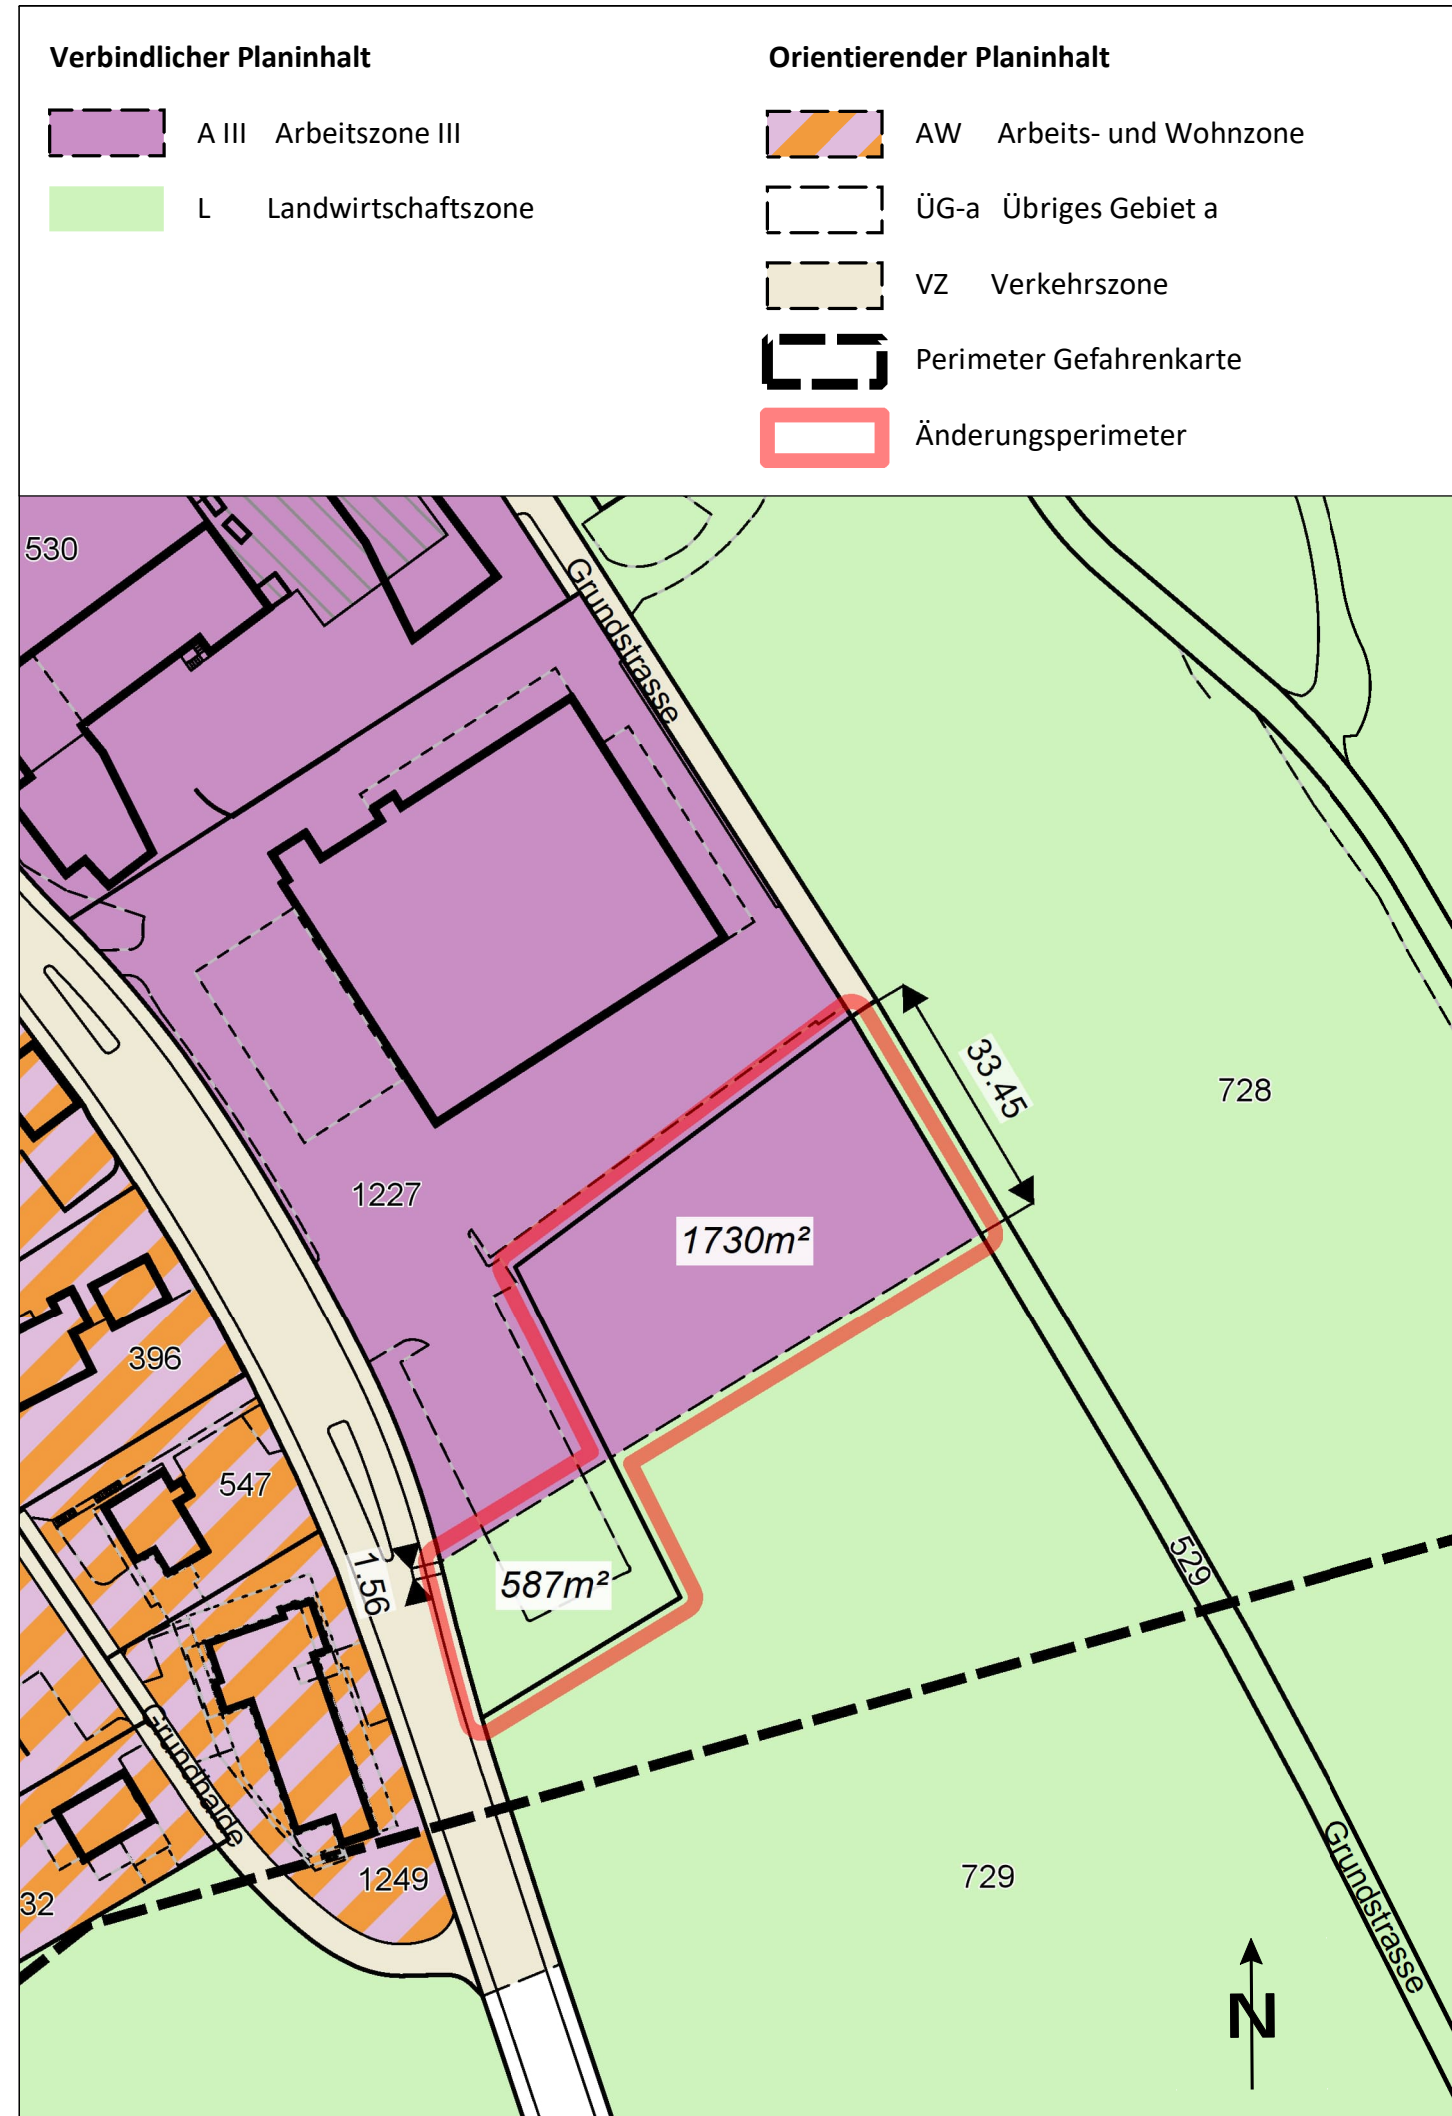 Verbindlicher Planinhalt
A III Arbeitszone III
L Landwirtschaftszone
Orientierender Planinhalt
AW Arbeits- und Wohnzone
ÜG-a Übriges Gebiet a
VZ Verkehrszone
Perimeter Gefahrenkarte
Änderungsperimeter
530
Grundstrasse
33.45
728
1227
1730m²
396
547
1.56
587m²
529
Grundhalde
1249
32
729
Grundstrasse
N